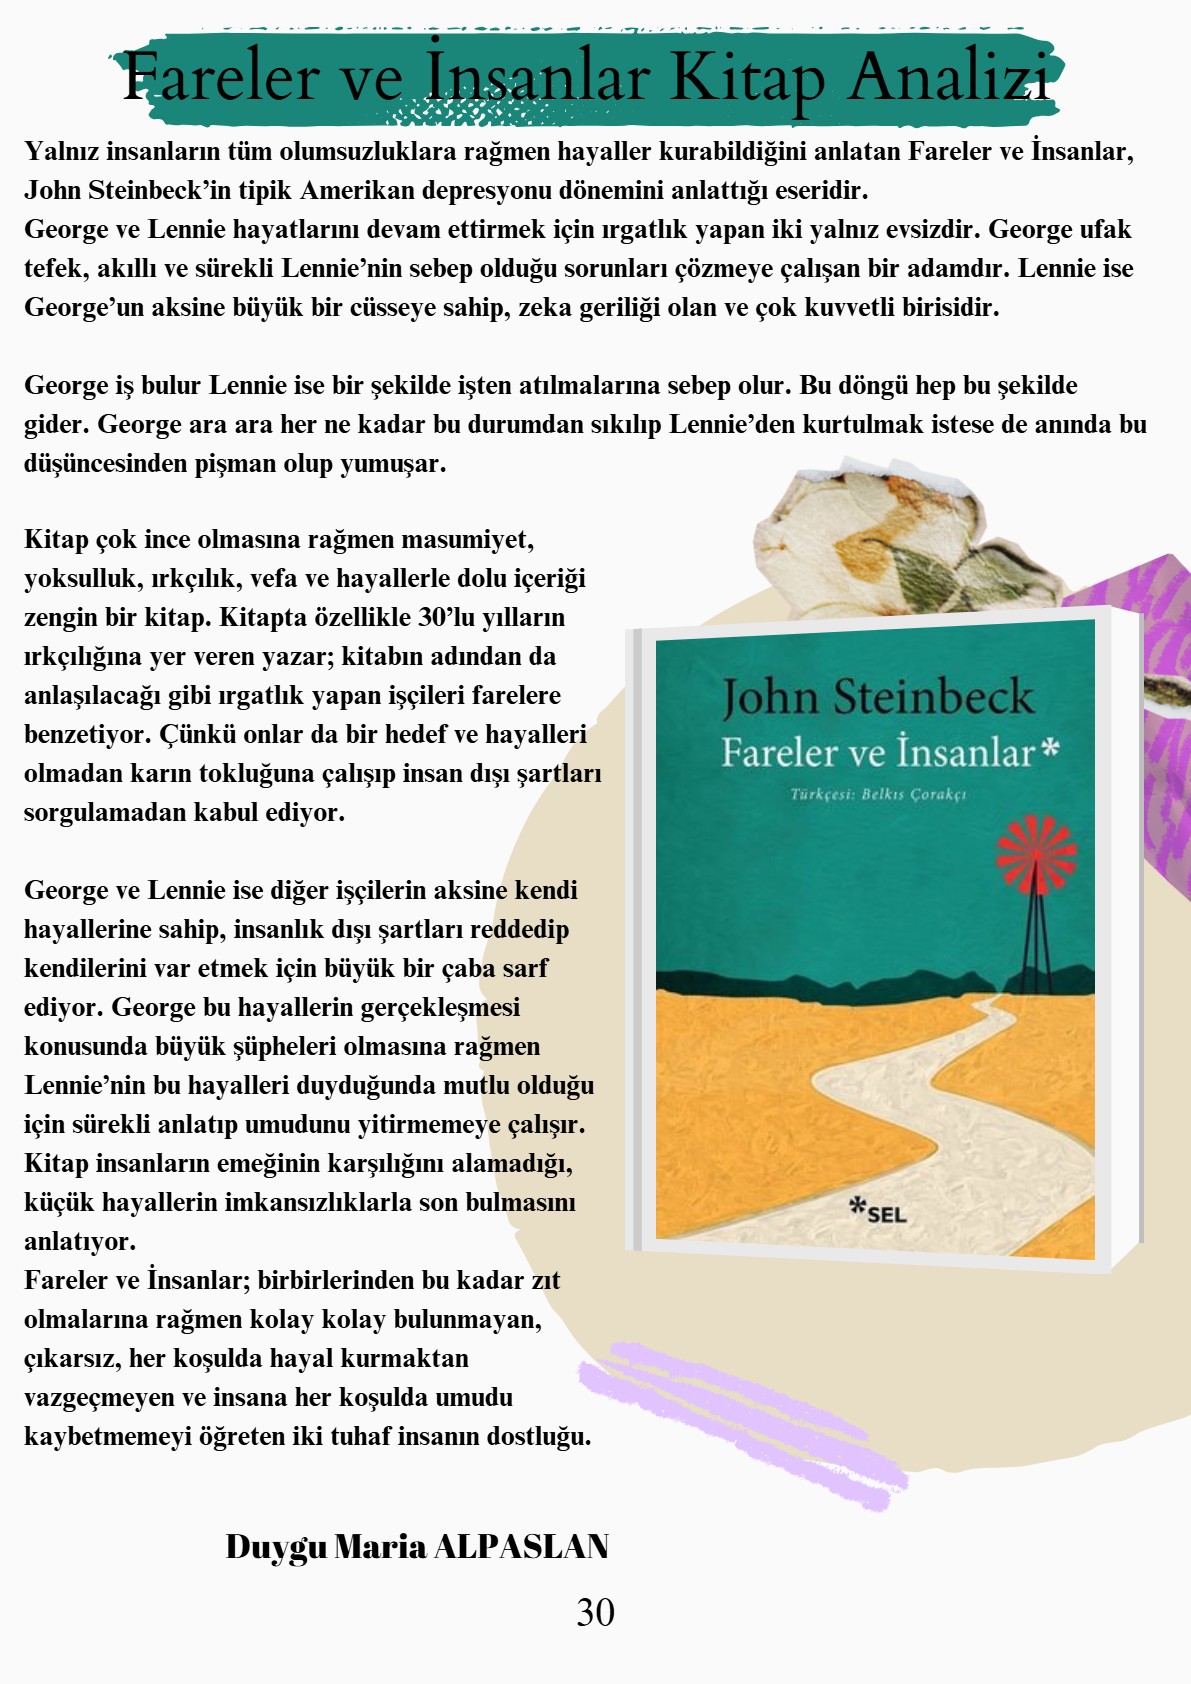 Fareler ve İnsanlar Kitap Analizi
Yalnız insanların tüm olumsuzluklara rağmen hayaller kurabildiğini anlatan Fareler ve İnsanlar,
John Steinbeck’in tipik Amerikan depresyonu dönemini anlattığı eseridir.
George ve Lennie hayatlarını devam ettirmek için ırgatlık yapan iki yalnız evsizdir. George ufak
tefek, akıllı ve sürekli Lennie’nin sebep olduğu sorunları çözmeye çalışan bir adamdır. Lennie ise
George’un aksine büyük bir cüsseye sahip, zeka geriliği olan ve çok kuvvetli birisidir.
George iş bulur Lennie ise bir şekilde işten atılmalarına sebep olur. Bu döngü hep bu şekilde
gider. George ara ara her ne kadar bu durumdan sıkılıp Lennie’den kurtulmak istese de anında bu
düşüncesinden pişman olup yumuşar.
Kitap çok ince olmasına rağmen masumiyet,
yoksulluk, ırkçılık, vefa ve hayallerle dolu içeriği
zengin bir kitap. Kitapta özellikle 30’lu yılların
ırkçılığına yer veren yazar; kitabın adından da
anlaşılacağı gibi ırgatlık yapan işçileri farelere
benzetiyor. Çünkü onlar da bir hedef ve hayalleri
olmadan karın tokluğuna çalışıp insan dışı şartları
sorgulamadan kabul ediyor.
George ve Lennie ise diğer işçilerin aksine kendi
hayallerine sahip, insanlık dışı şartları reddedip
kendilerini var etmek için büyük bir çaba sarf
ediyor. George bu hayallerin gerçekleşmesi
konusunda büyük şüpheleri olmasına rağmen
Lennie’nin bu hayalleri duyduğunda mutlu olduğu
için sürekli anlatıp umudunu yitirmemeye çalışır.
Kitap insanların emeğinin karşılığını alamadığı,
küçük hayallerin imkansızlıklarla son bulmasını
anlatıyor.
Fareler ve İnsanlar; birbirlerinden bu kadar zıt
olmalarına rağmen kolay kolay bulunmayan,
çıkarsız, her koşulda hayal kurmaktan
vazgeçmeyen ve insana her koşulda umudu
kaybetmemeyi öğreten iki tuhaf insanın dostluğu.
John Steinbeck
Fareler ve İnsanlar*
Türkçesi: Belkıs Çorakçı
*SEL
Duygu Maria ALPASLAN
30